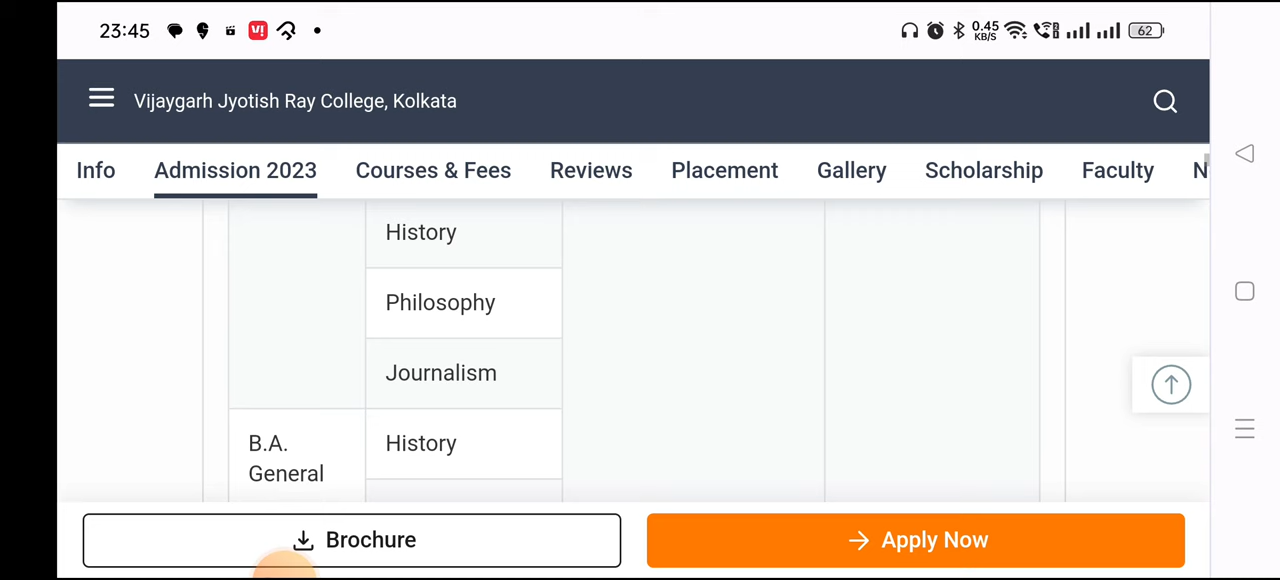 23:45
0.45
KB/S
62
Vijaygarh Jyotish Ray College, Kolkata
Info Admission 2023 Courses & Fees Reviews Placement Gallery Scholarship Faculty N
History
Philosophy
Journalism
B.A.
General
History
Brochure
Apply Now